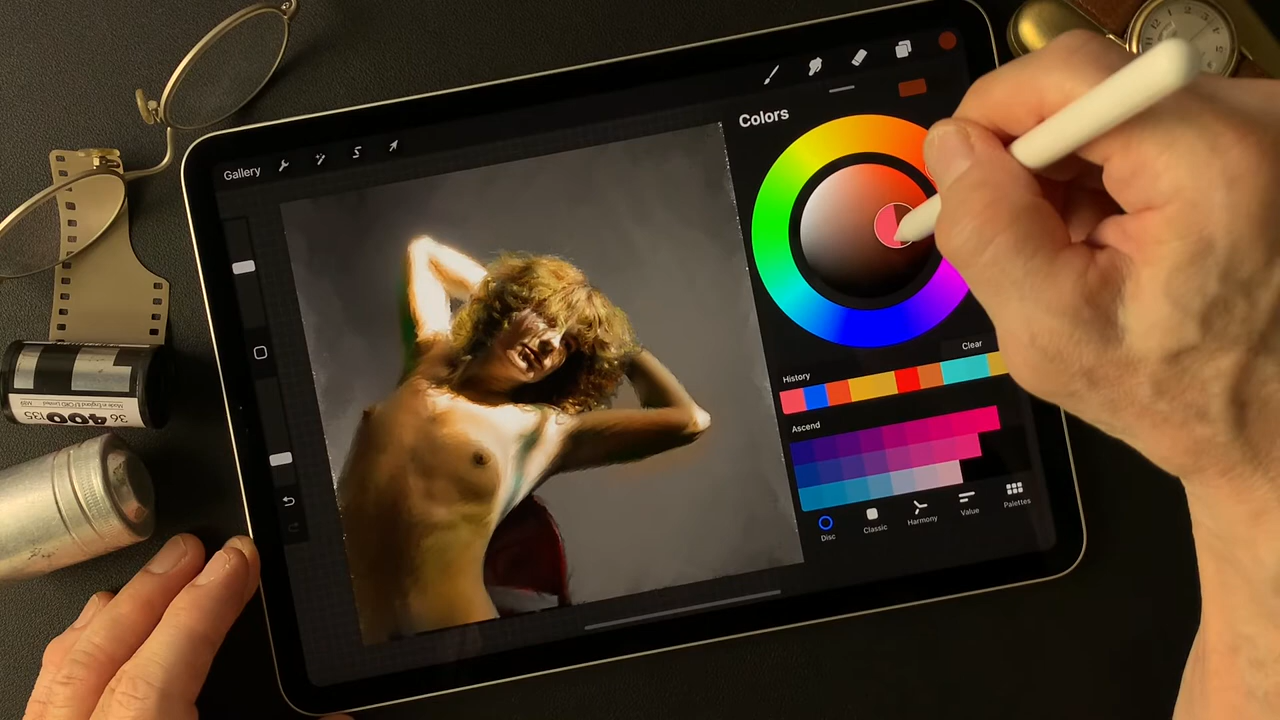 Gallery
Colors
Clear
History
Ascend
Disc
Classic
Harmony
Value
Palettes
400
36
135